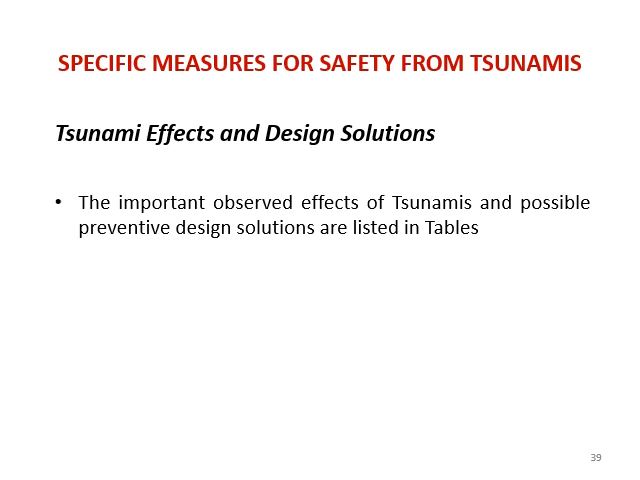 SPECIFIC MEASURES FOR SAFETY FROM TSUNAMIS
Tsunami Effects and Design Solutions
• The important observed effects of Tsunamis and possible
preventive design solutions are listed in Tables
39